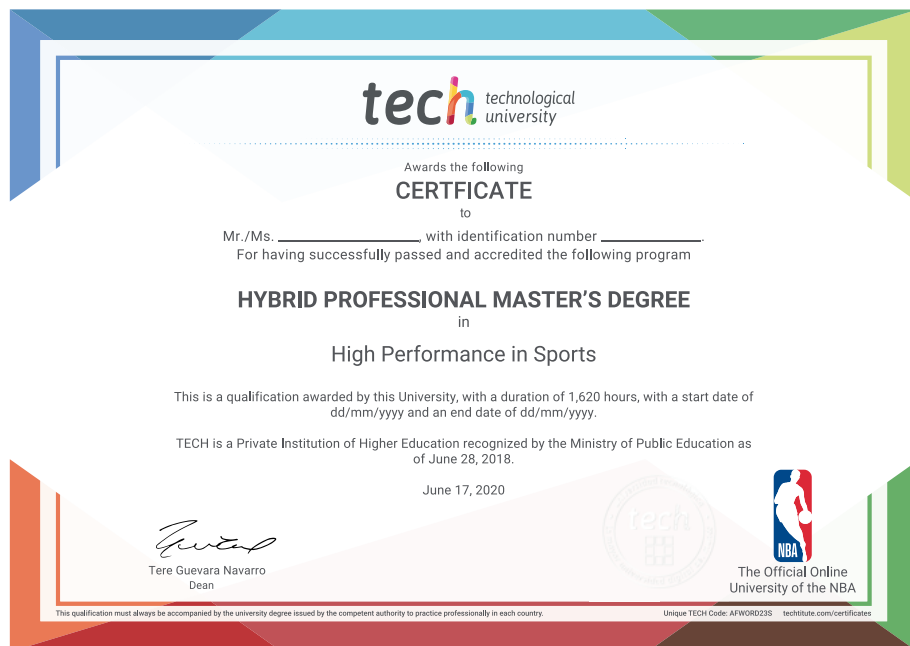 tech technological
university
Awards the following
CERTFICATE
to
Mr./Ms. ____________________, with identification number ______________.
For having successfully passed and accredited the following program
HYBRID PROFESSIONAL MASTER'S DEGREE
in
High Performance in Sports
This is a qualification awarded by this University, with a duration of 1,620 hours, with a start date of
dd/mm/yyyy and an end date of dd/mm/yyyy.
TECH is a Private Institution of Higher Education recognized by the Ministry of Public Education as
of June 28, 2018.
June 17, 2020
tech
NBA
Tere Guevara Navarro
Dean
The Official Online
University of the NBA
This qualification must always be accompanied by the university degree issued by the competent authority to practice professionally in each country.
Unique TECH Code: AFWORD23S techtitute.com/certificates